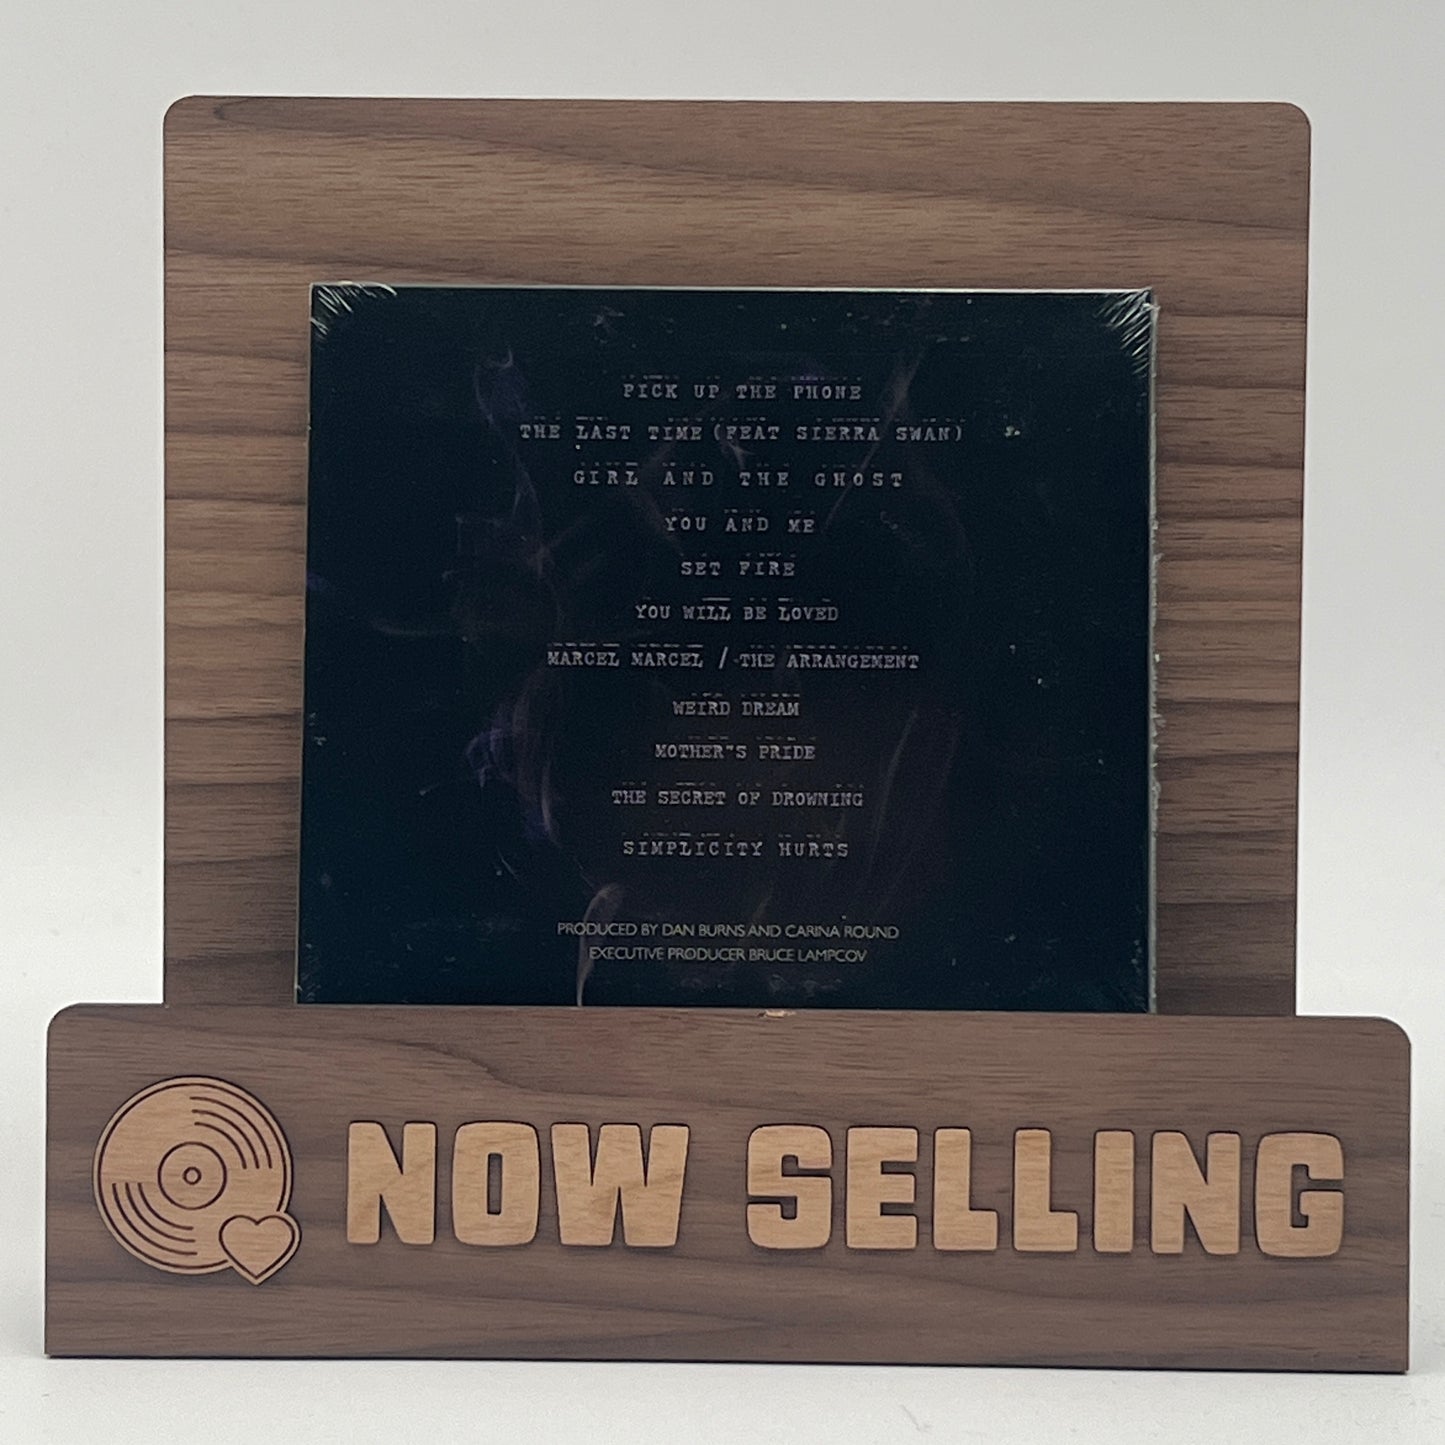 PICK UP THE PHONE
THE LAST TIME (FEAT SIERRA SWAN)
GIRL AND THE GHOST
YOU AND ME
SET FIRE
YOU WILL BE LOVED
MARCEL MARCEL / THE ARRANGEMENT
WEIRD DREAM
MOTHER"S PRIDE
THE SECRET OF DROWNING
SIMPLICITY HURTS
PRODUCED BY DAN BURNS AND CARINA ROUND
EXECUTIVE PRODUCER BRUCE LAMPCOV
NOW SELLING